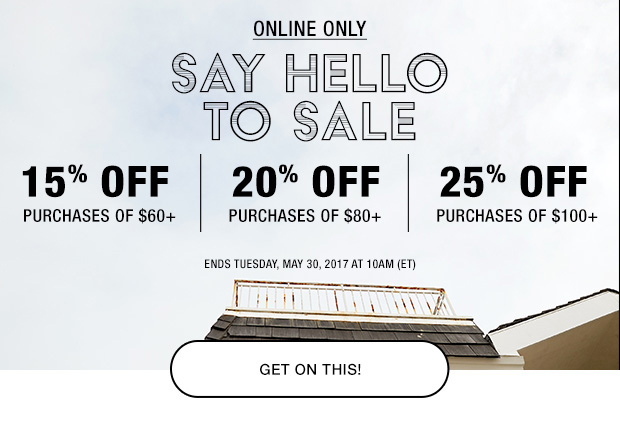 ONLINE ONLY
SAY HELLO
TO SALE
15% OFF
PURCHASES OF $60+
20% OFF
PURCHASES OF $80+
25% OFF
PURCHASES OF $100+
ENDS TUESDAY, MAY 30, 2017 AT 10AM (ET)
GET ON THIS!